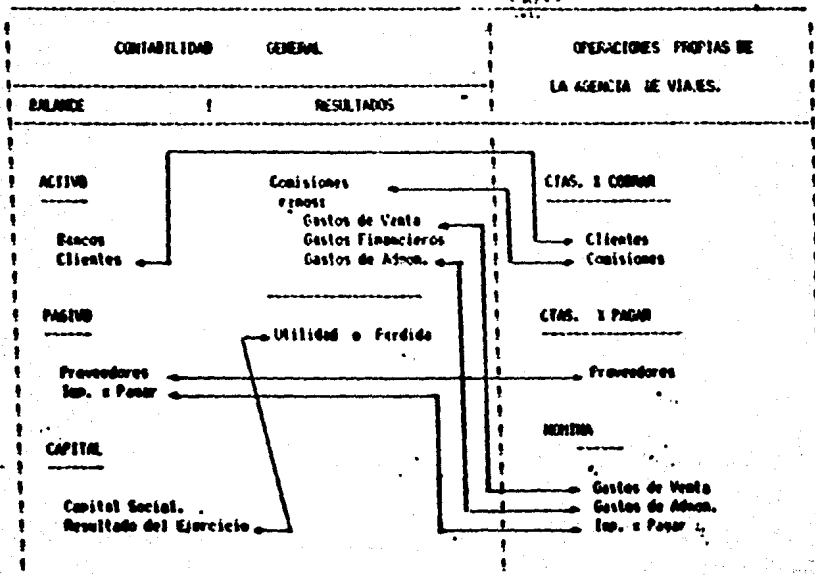 CONTABILIDAD GENERAL
OPERACIONES PROPIAS DE
LA AGENCIA DE VIAJES.
BALANCE ! RESULTADOS
ACTIVO
Bancos
Clientes
PASIVO
Proveedores
Imp. x Pagar
CAPITAL
Capital Social.
Resultado del Ejercicio
Comisiones
menos:
Gastos de Venta
Gastos Financieros
Gastos de Admon.
Utilidad o Perdida
CTAS. X COBRAR
Clientes
Comisiones
CTAS. X PAGAR
Proveedores
NOMINA
Gastos de Venta
Gastos de Admon.
Imp. x Pagar